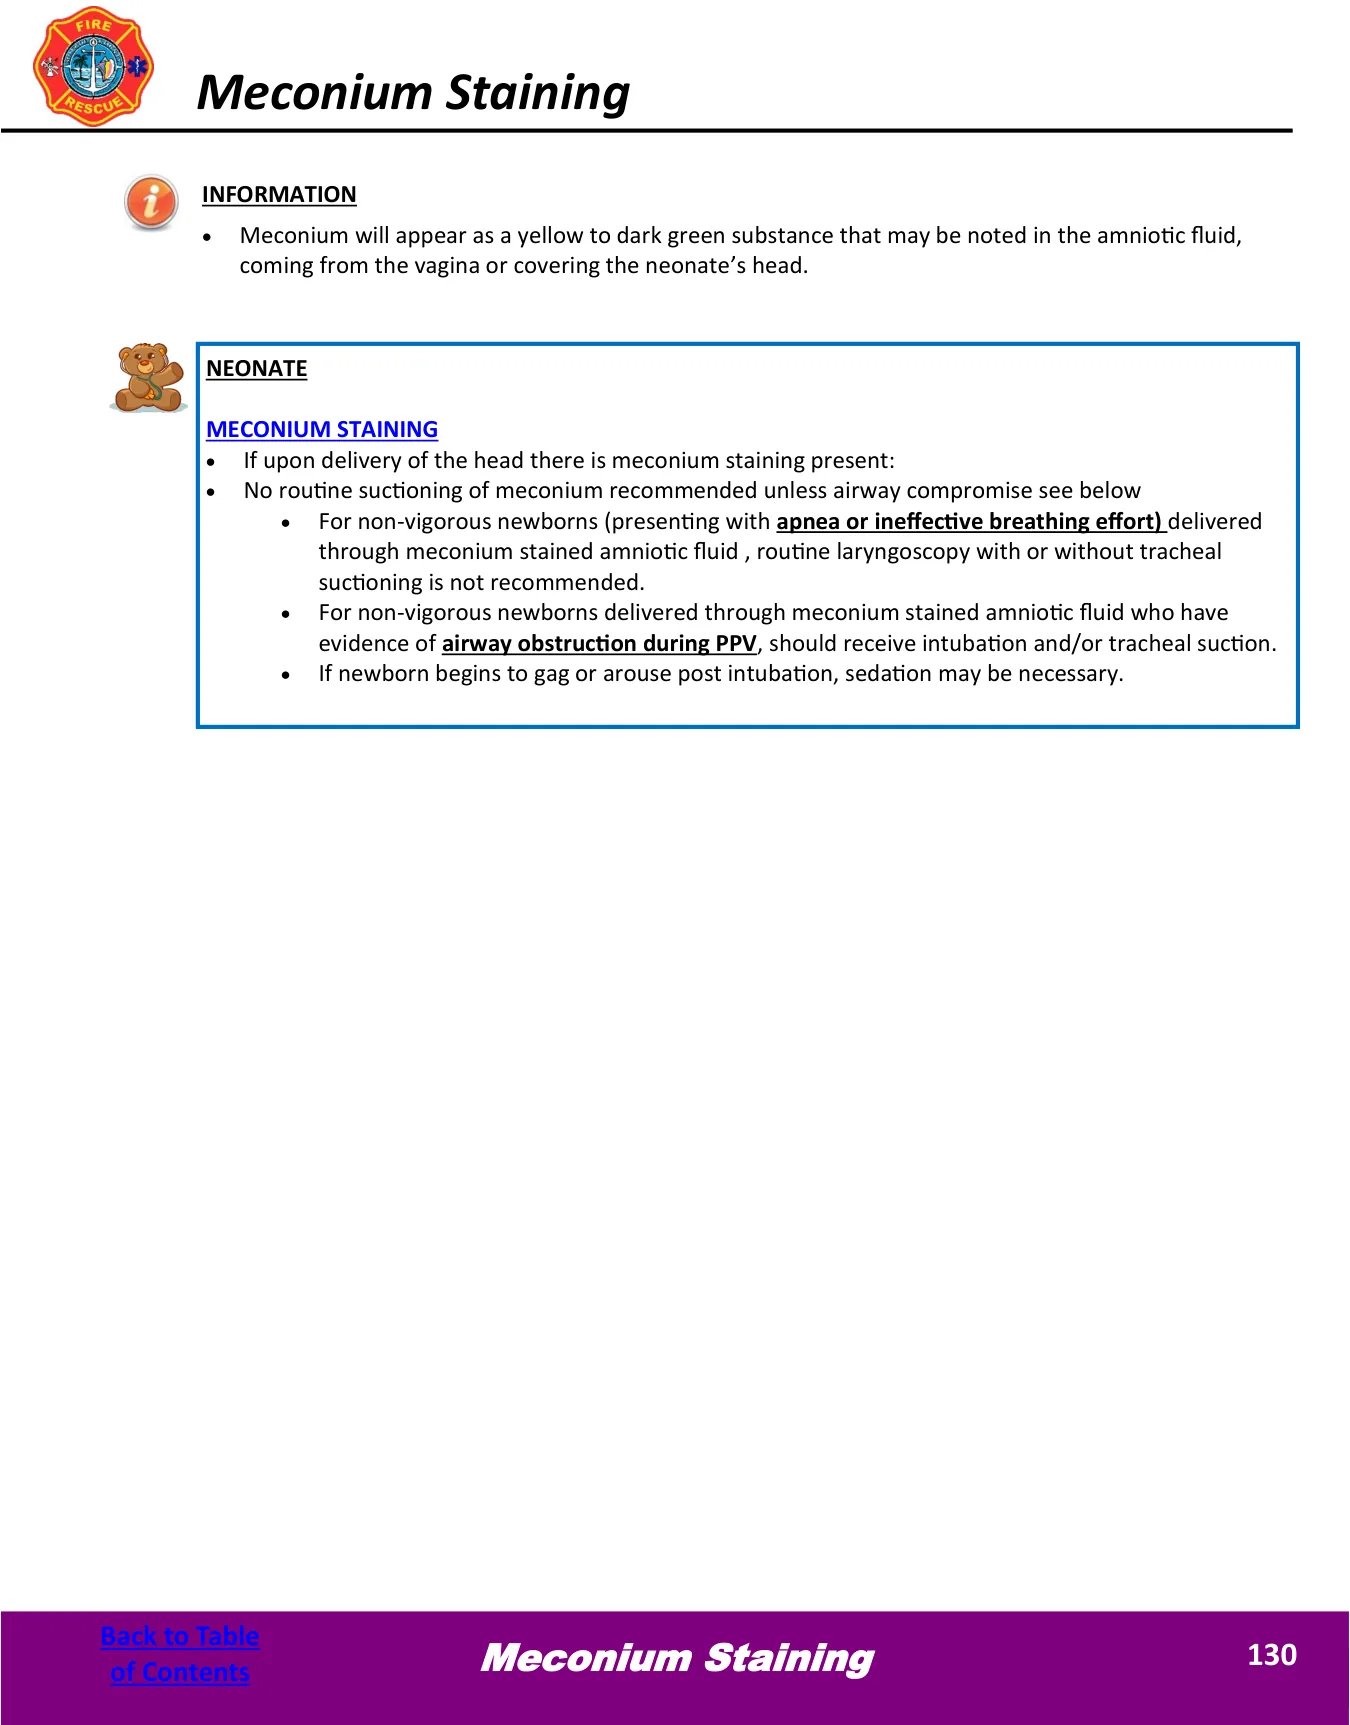 FIRE
RESCUE
Meconium Staining
INFORMATION
• Meconium will appear as a yellow to dark green substance that may be noted in the amniotic fluid,
coming from the vagina or covering the neonate’s head.
NEONATE
MECONIUM STAINING
• If upon delivery of the head there is meconium staining present:
• No routine suctioning of meconium recommended unless airway compromise see below
• For non-vigorous newborns (presenting with apnea or ineffective breathing effort) delivered
through meconium stained amniotic fluid , routine laryngoscopy with or without tracheal
suctioning is not recommended.
• For non-vigorous newborns delivered through meconium stained amniotic fluid who have
evidence of airway obstruction during PPV, should receive intubation and/or tracheal suction.
• If newborn begins to gag or arouse post intubation, sedation may be necessary.
Back to Table
of Contents
Meconium Staining
130